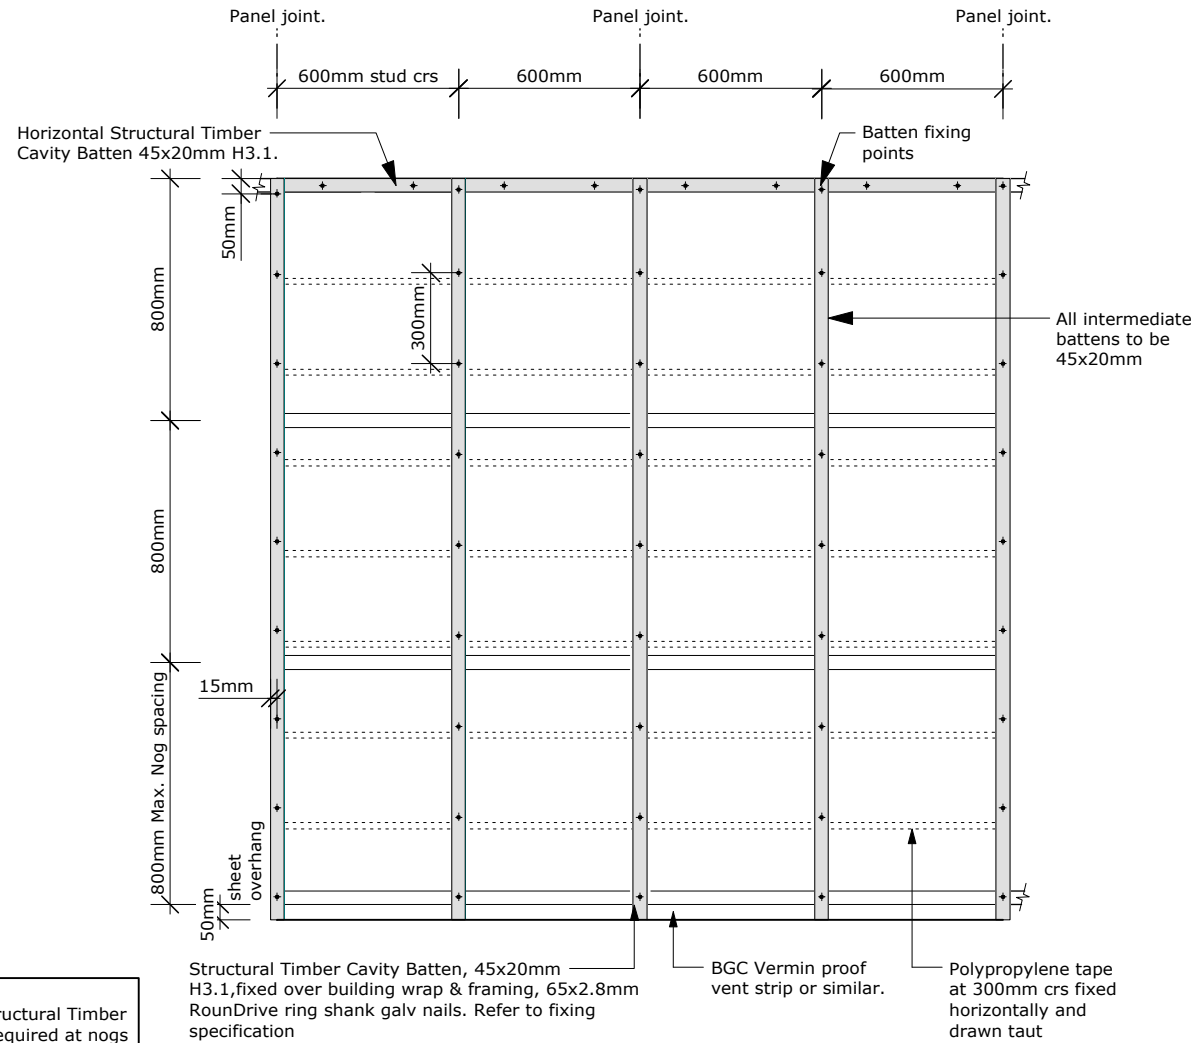 Panel joint.
Panel joint.
Panel joint.
600mm stud crs
600mm
600mm
600mm
Horizontal Structural Timber
Cavity Batten 45x20mm H3.1.
Batten fixing
points
50mm
800mm
300mm
All intermediate
battens to be
45x20mm
800mm
15mm
800mm Max. Nog spacing
sheet
overhang
50mm
Structural Timber Cavity Batten, 45x20mm
H3.1,fixed over building wrap & framing, 65x2.8mm
RounDrive ring shank galv nails. Refer to fixing
specification
BGC Vermin proof
vent strip or similar.
Polypropylene tape
at 300mm crs fixed
horizontally and
drawn taut
Timber
at nogs